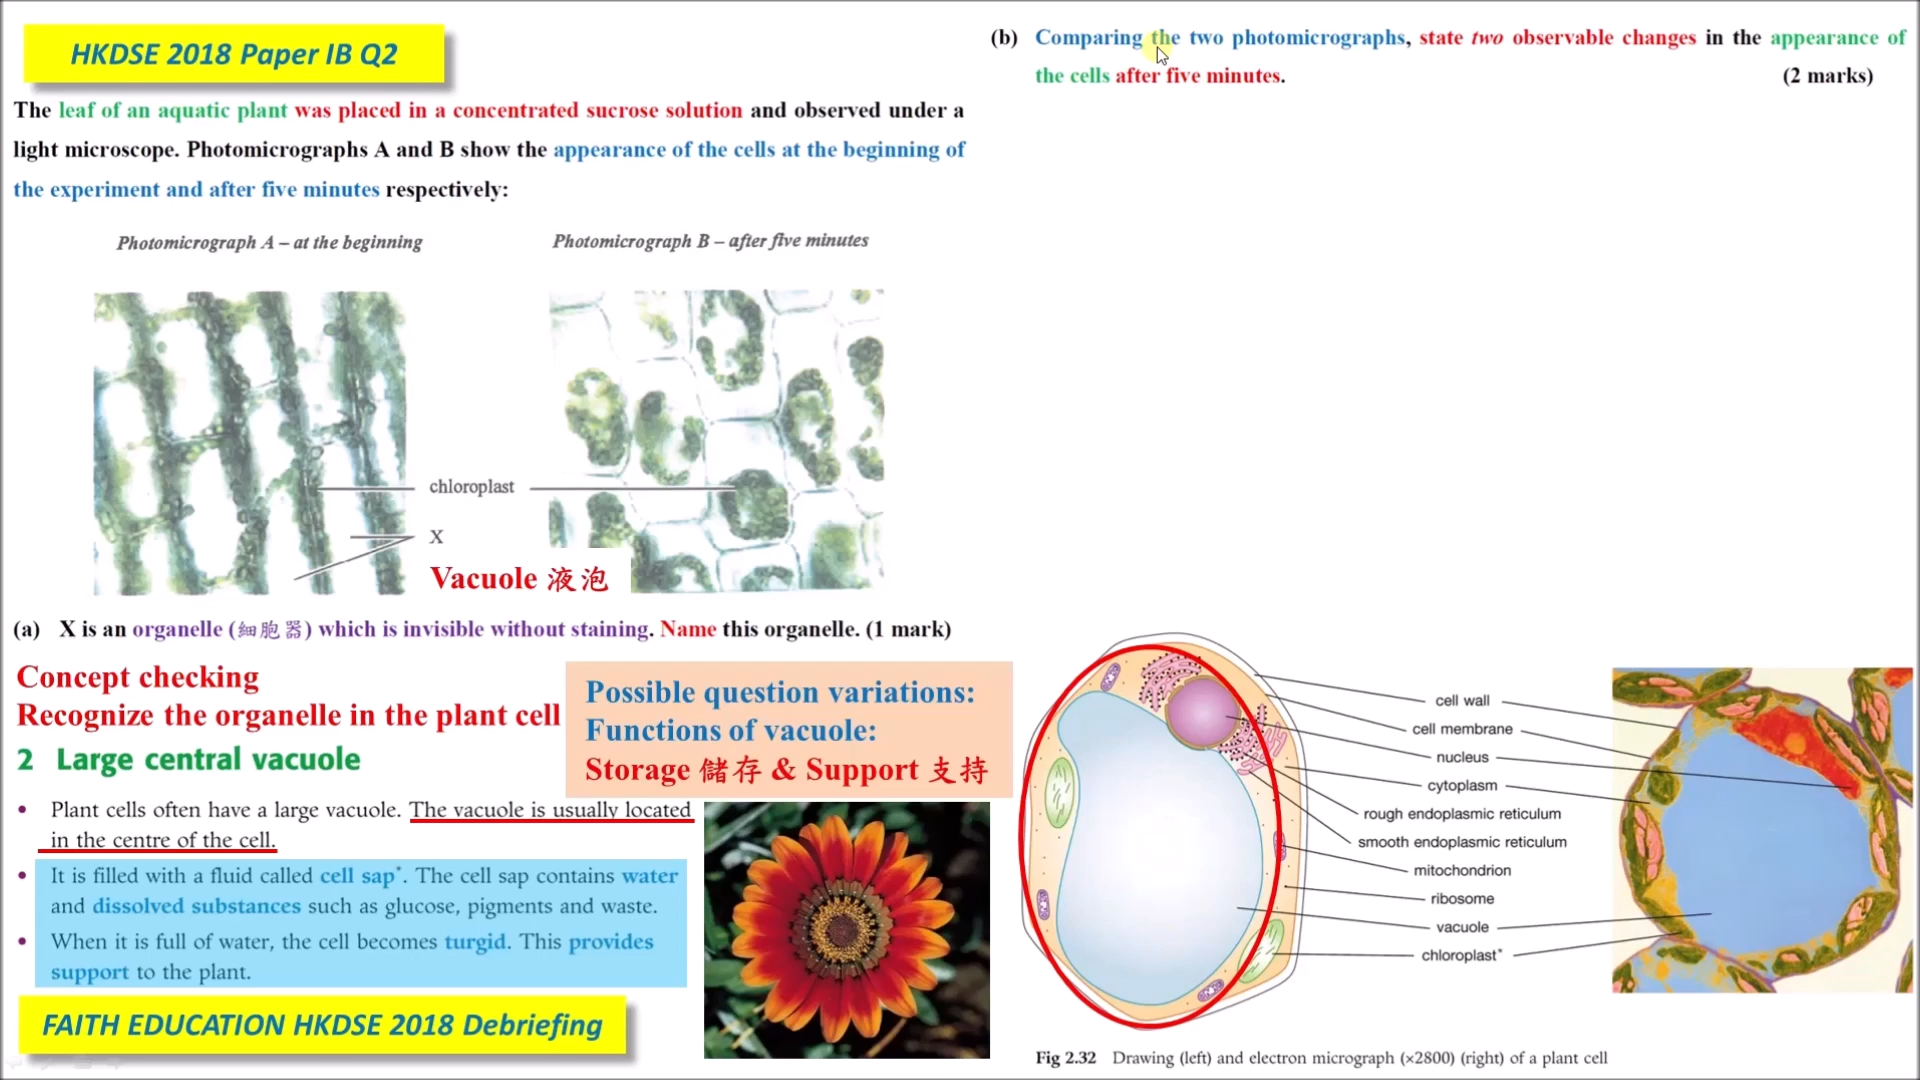 HKDSE 2018 Paper IB Q2
The leaf of an aquatic plant was placed in a concentrated sucrose solution and observed under a
light microscope. Photomicrographs A and B show the appearance of the cells at the beginning of
the experiment and after five minutes respectively:
Photomicrograph A – at the beginning
Photomicrograph B – after five minutes
chloroplast
X
Vacuole 液泡
(a) X is an organelle (細胞器) which is invisible without staining. Name this organelle. (1 mark)
Concept checking
Recognize the organelle in the plant cell
2 Large central vacuole
• Plant cells often have a large vacuole. The vacuole is usually located
in the centre of the cell.
• It is filled with a fluid called cell sap*. The cell sap contains water
and dissolved substances such as glucose, pigments and waste.
• When it is full of water, the cell becomes turgid. This provides
support to the plant.
Possible question variations:
Functions of vacuole:
Storage 儲存 & Support 支持
FAITH EDUCATION HKDSE 2018 Debriefing
(b) Comparing the two photomicrographs, state two observable changes in the appearance of
the cells after five minutes.
(2 marks)
cell wall
cell membrane
nucleus
cytoplasm
rough endoplasmic reticulum
smooth endoplasmic reticulum
mitochondrion
ribosome
vacuole
chloroplast*
Fig 2.32 Drawing (left) and electron micrograph (×2800) (right) of a plant cell